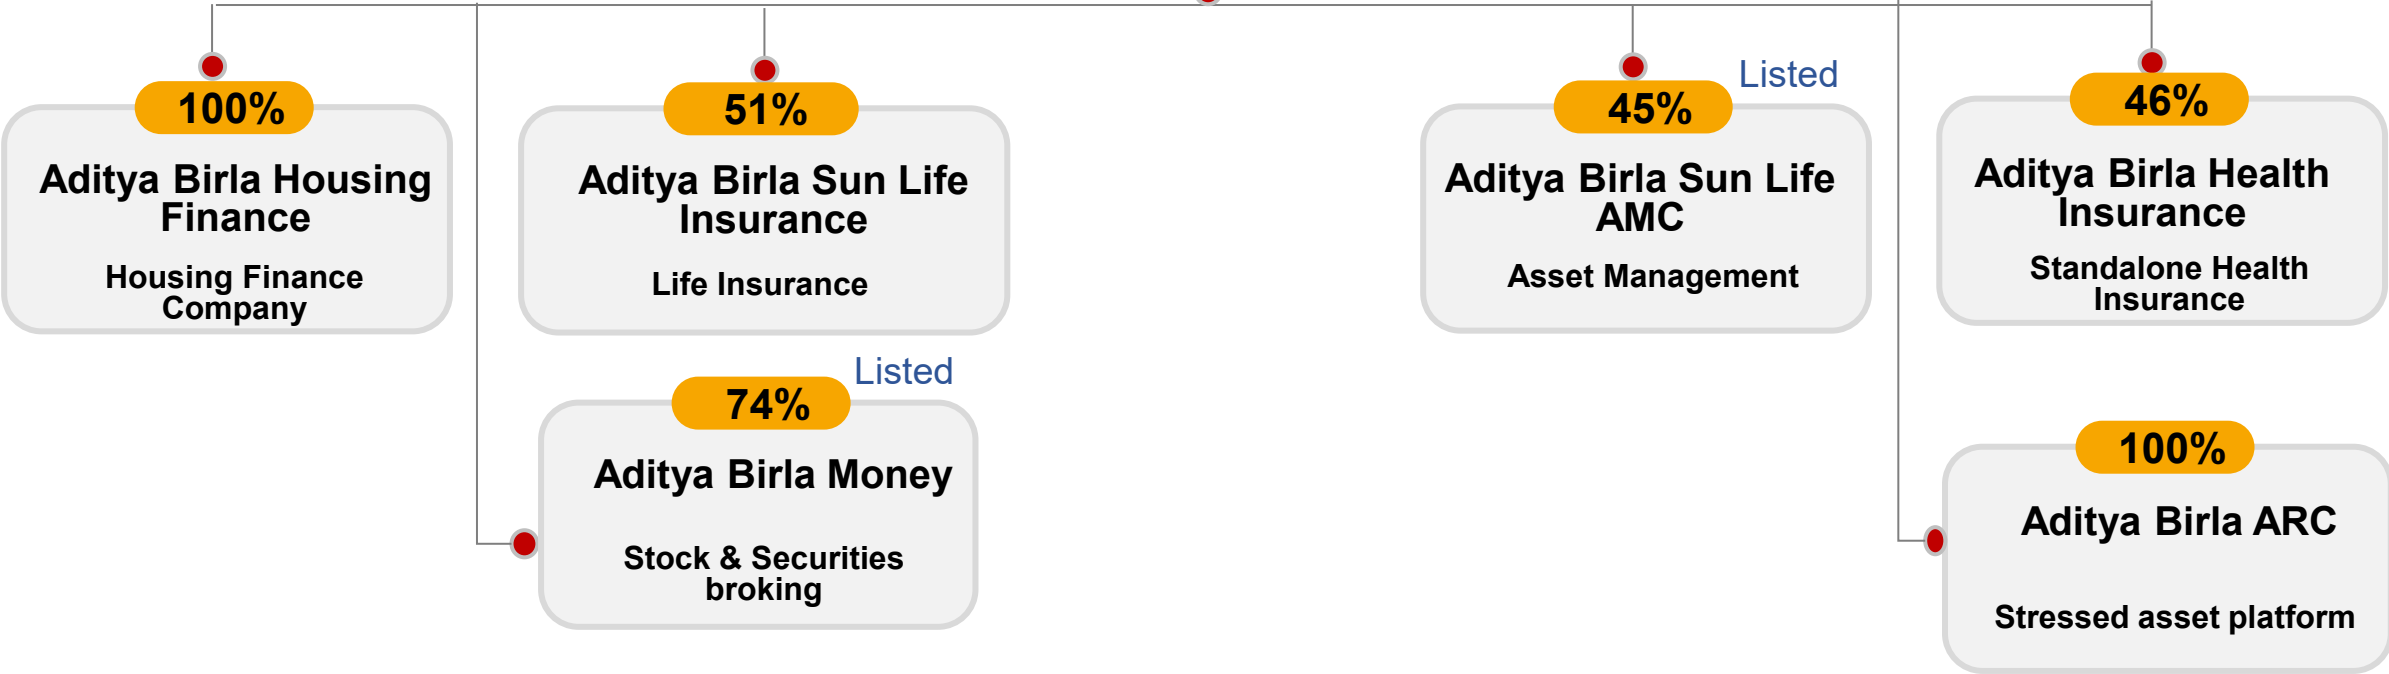 100%
Aditya Birla Housing
Finance
Housing Finance
Company
51%
Aditya Birla Sun Life
Insurance
Life Insurance
Listed
45%
Aditya Birla Sun Life
AMC
Asset Management
46%
Aditya Birla Health
Insurance
Standalone Health
Insurance
Listed
74%
Aditya Birla Money
Stock & Securities
broking
100%
Aditya Birla ARC
Stressed asset platform